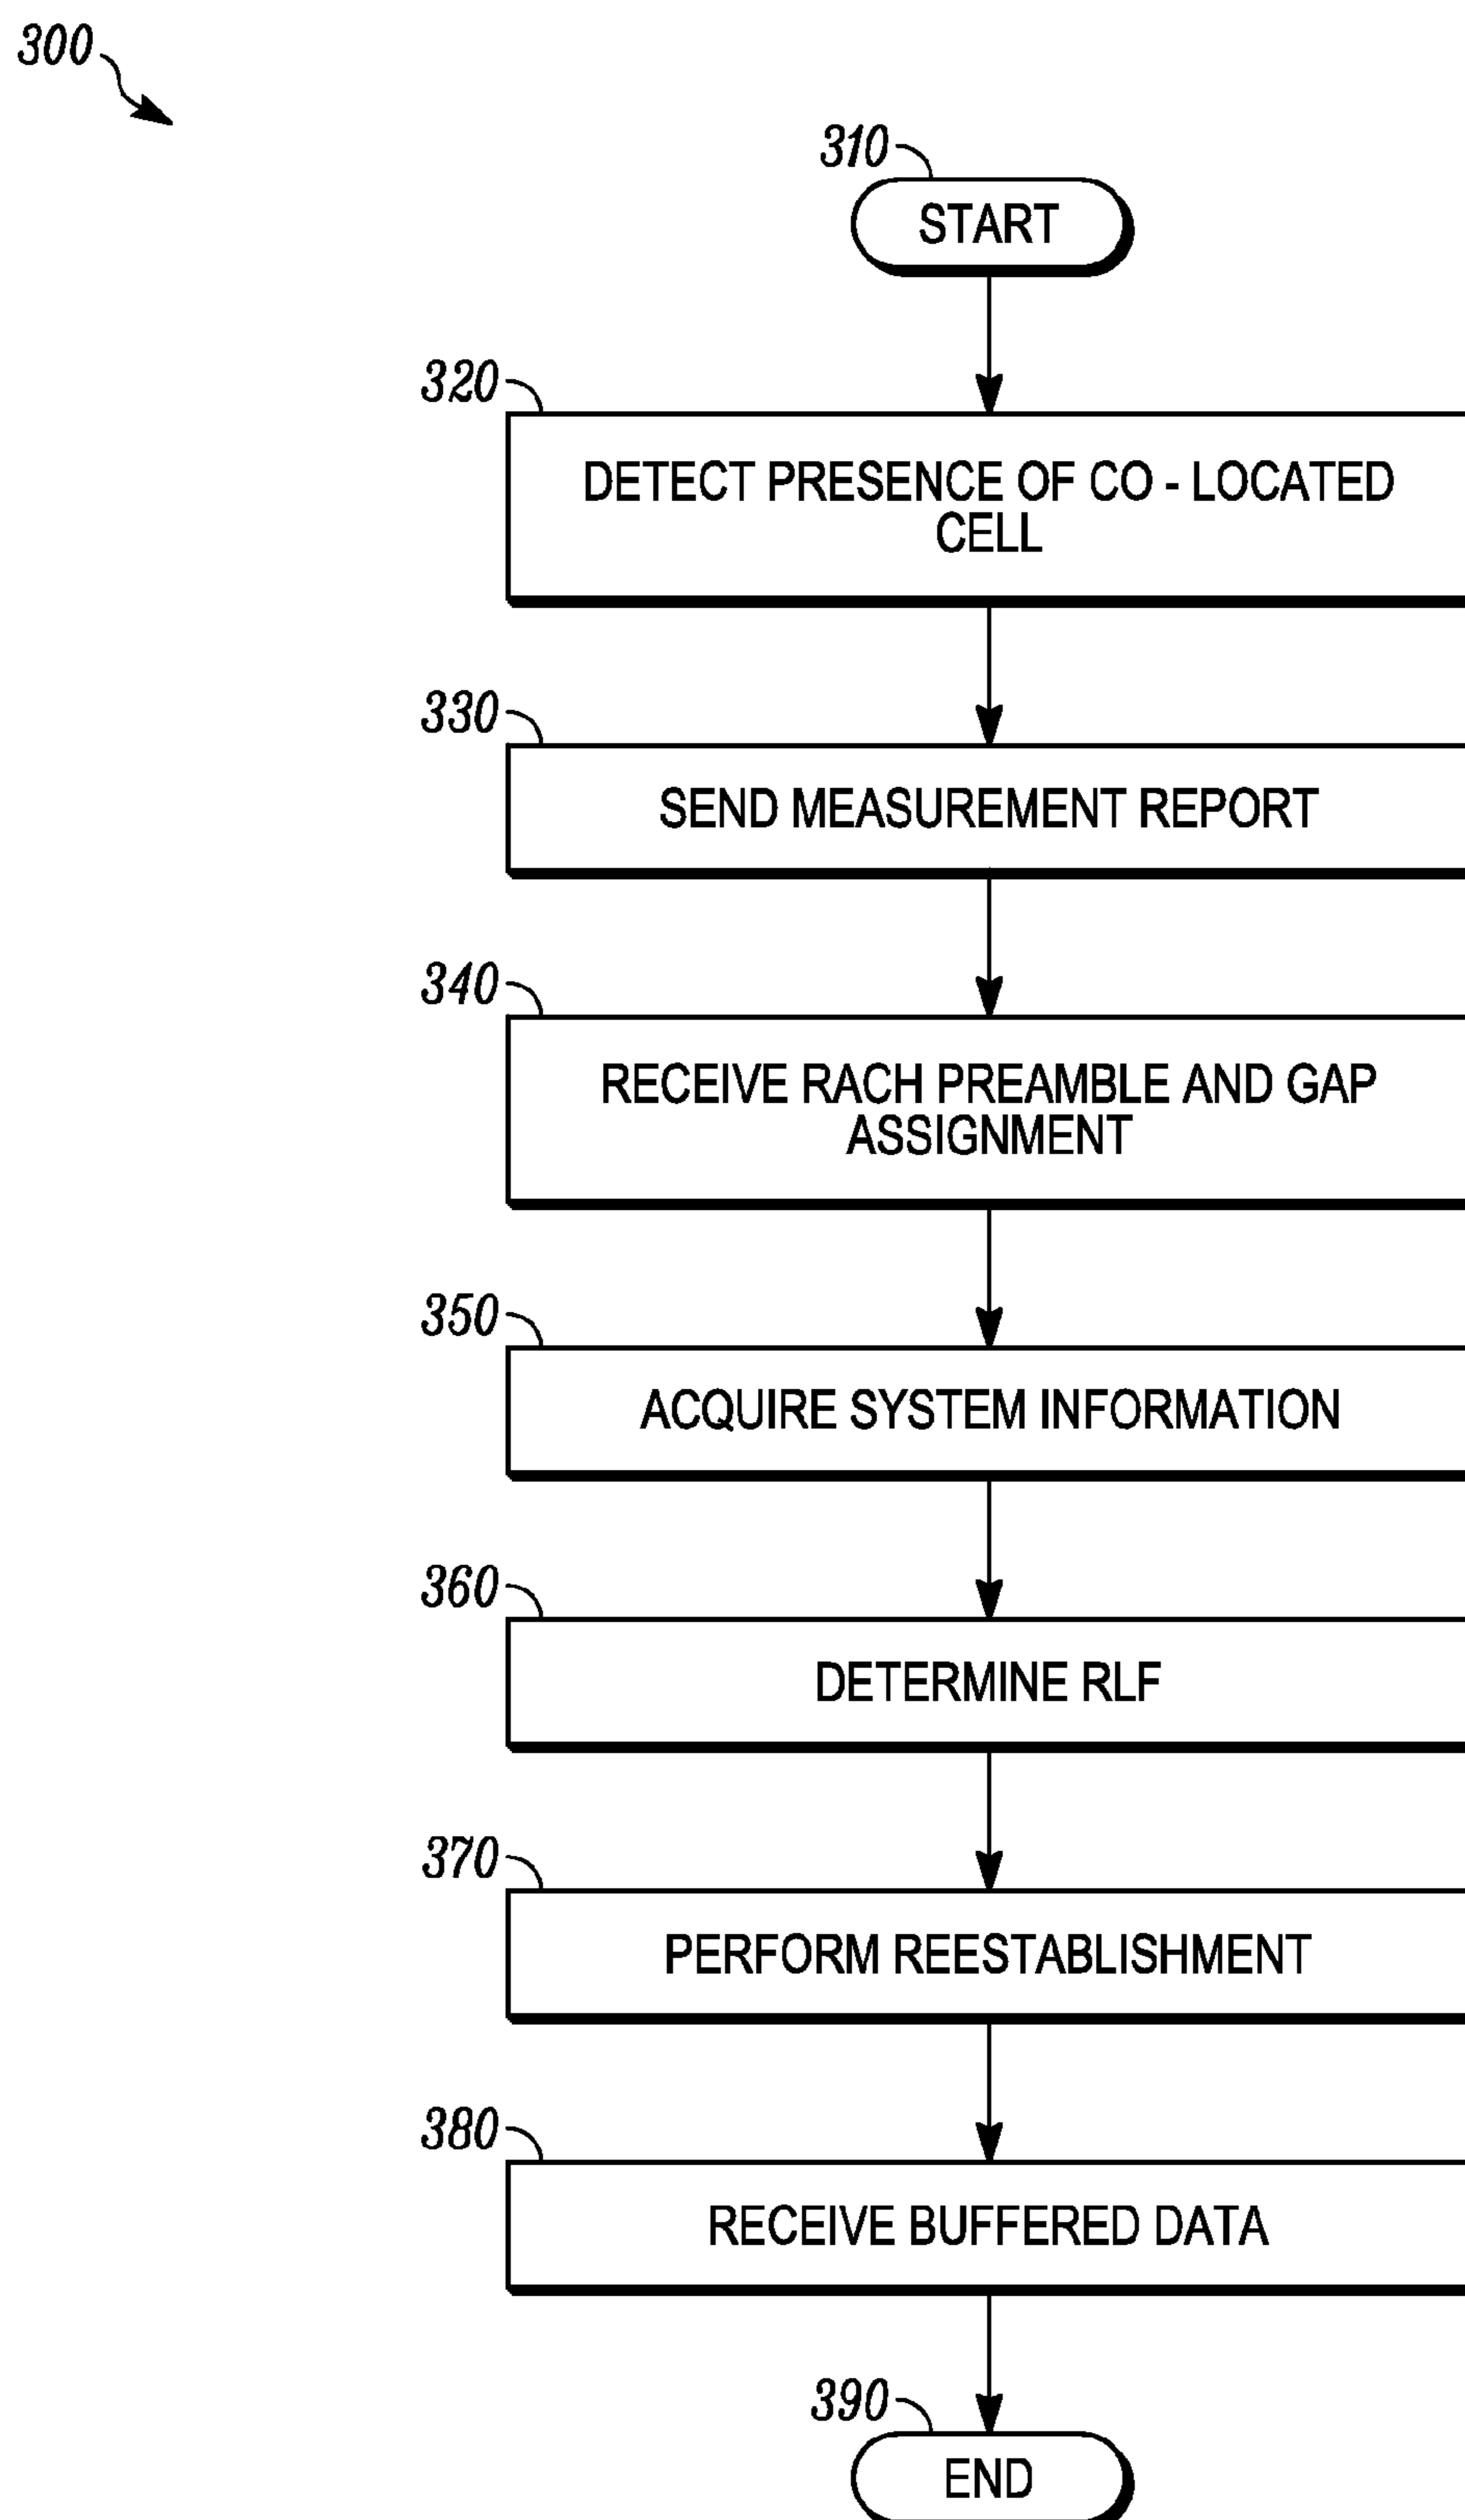 300
310
START
320
DETECT PRESENCE OF CO - LOCATED
CELL
330
SEND MEASUREMENT REPORT
340
RECEIVE RACH PREAMBLE AND GAP
ASSIGNMENT
350
ACQUIRE SYSTEM INFORMATION
360
DETERMINE RLF
370
PERFORM REESTABLISHMENT
380
RECEIVE BUFFERED DATA
390
END